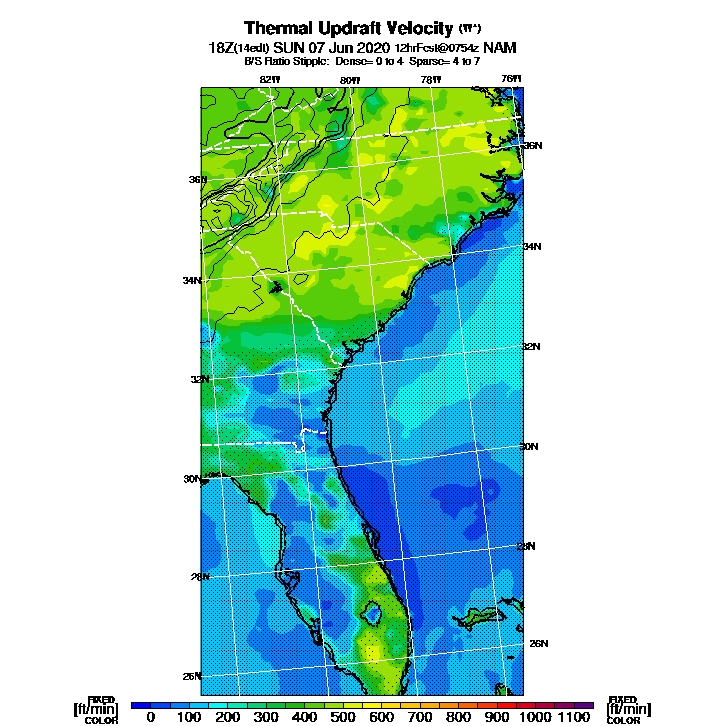 Thermal Updraft Velocity (W*)
18Z(14edt) SUN 07 Jun 2020 12hrFcst@0754z NAM
B/S Ratio Stipple: Dense= 0 to 4 Sparse= 4 to 7
82W 80W 78W 76W
36N
36N
34N
34N
32N
32N
30N
30N
28N
28N
26N
26N
FIXED
[ft/min]
COLOR
0 100 200 300 400 500 600 700 800 900 1000 1100
FIXED
[ft/min]
COLOR